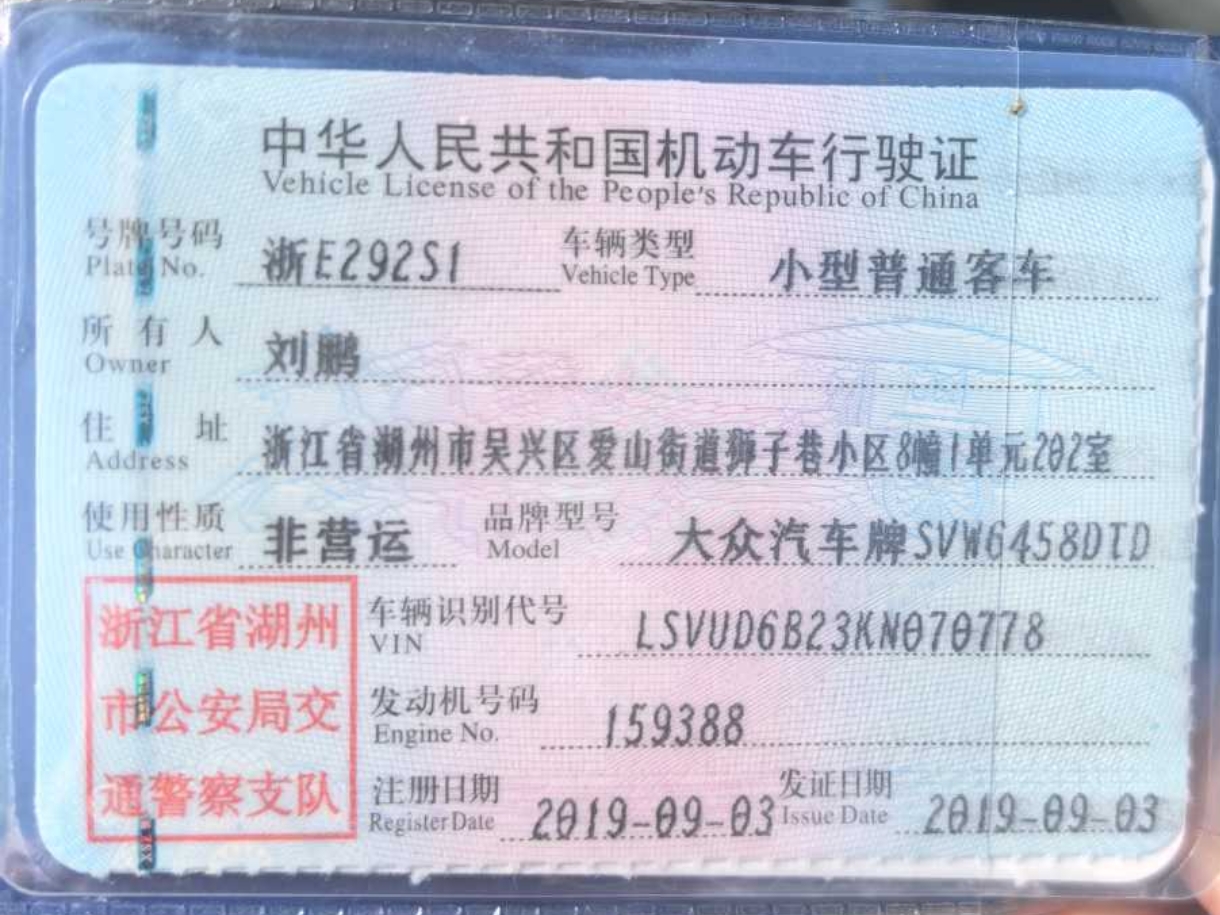 中华人民共和国机动车行驶证
Vehicle License of the People's Republic of China
号牌号码 浙E292S1 车辆类型 小型普通客车
Plate No. Vehicle Type
所有人 刘鹏
Owner
住址 浙江省湖州市吴兴区爱山街道狮子巷小区8幢1单元202室
Address
使用性质 非营运 品牌型号 大众汽车牌SVW6458DTD
Use Character Model
浙江省湖州
市公安局交
通警察支队
车辆识别代号 LSVUD6B23KN070778
VIN
发动机号码 159388
Engine No.
注册日期 2019-09-03 发证日期 2019-09-03
Register Date Issue Date